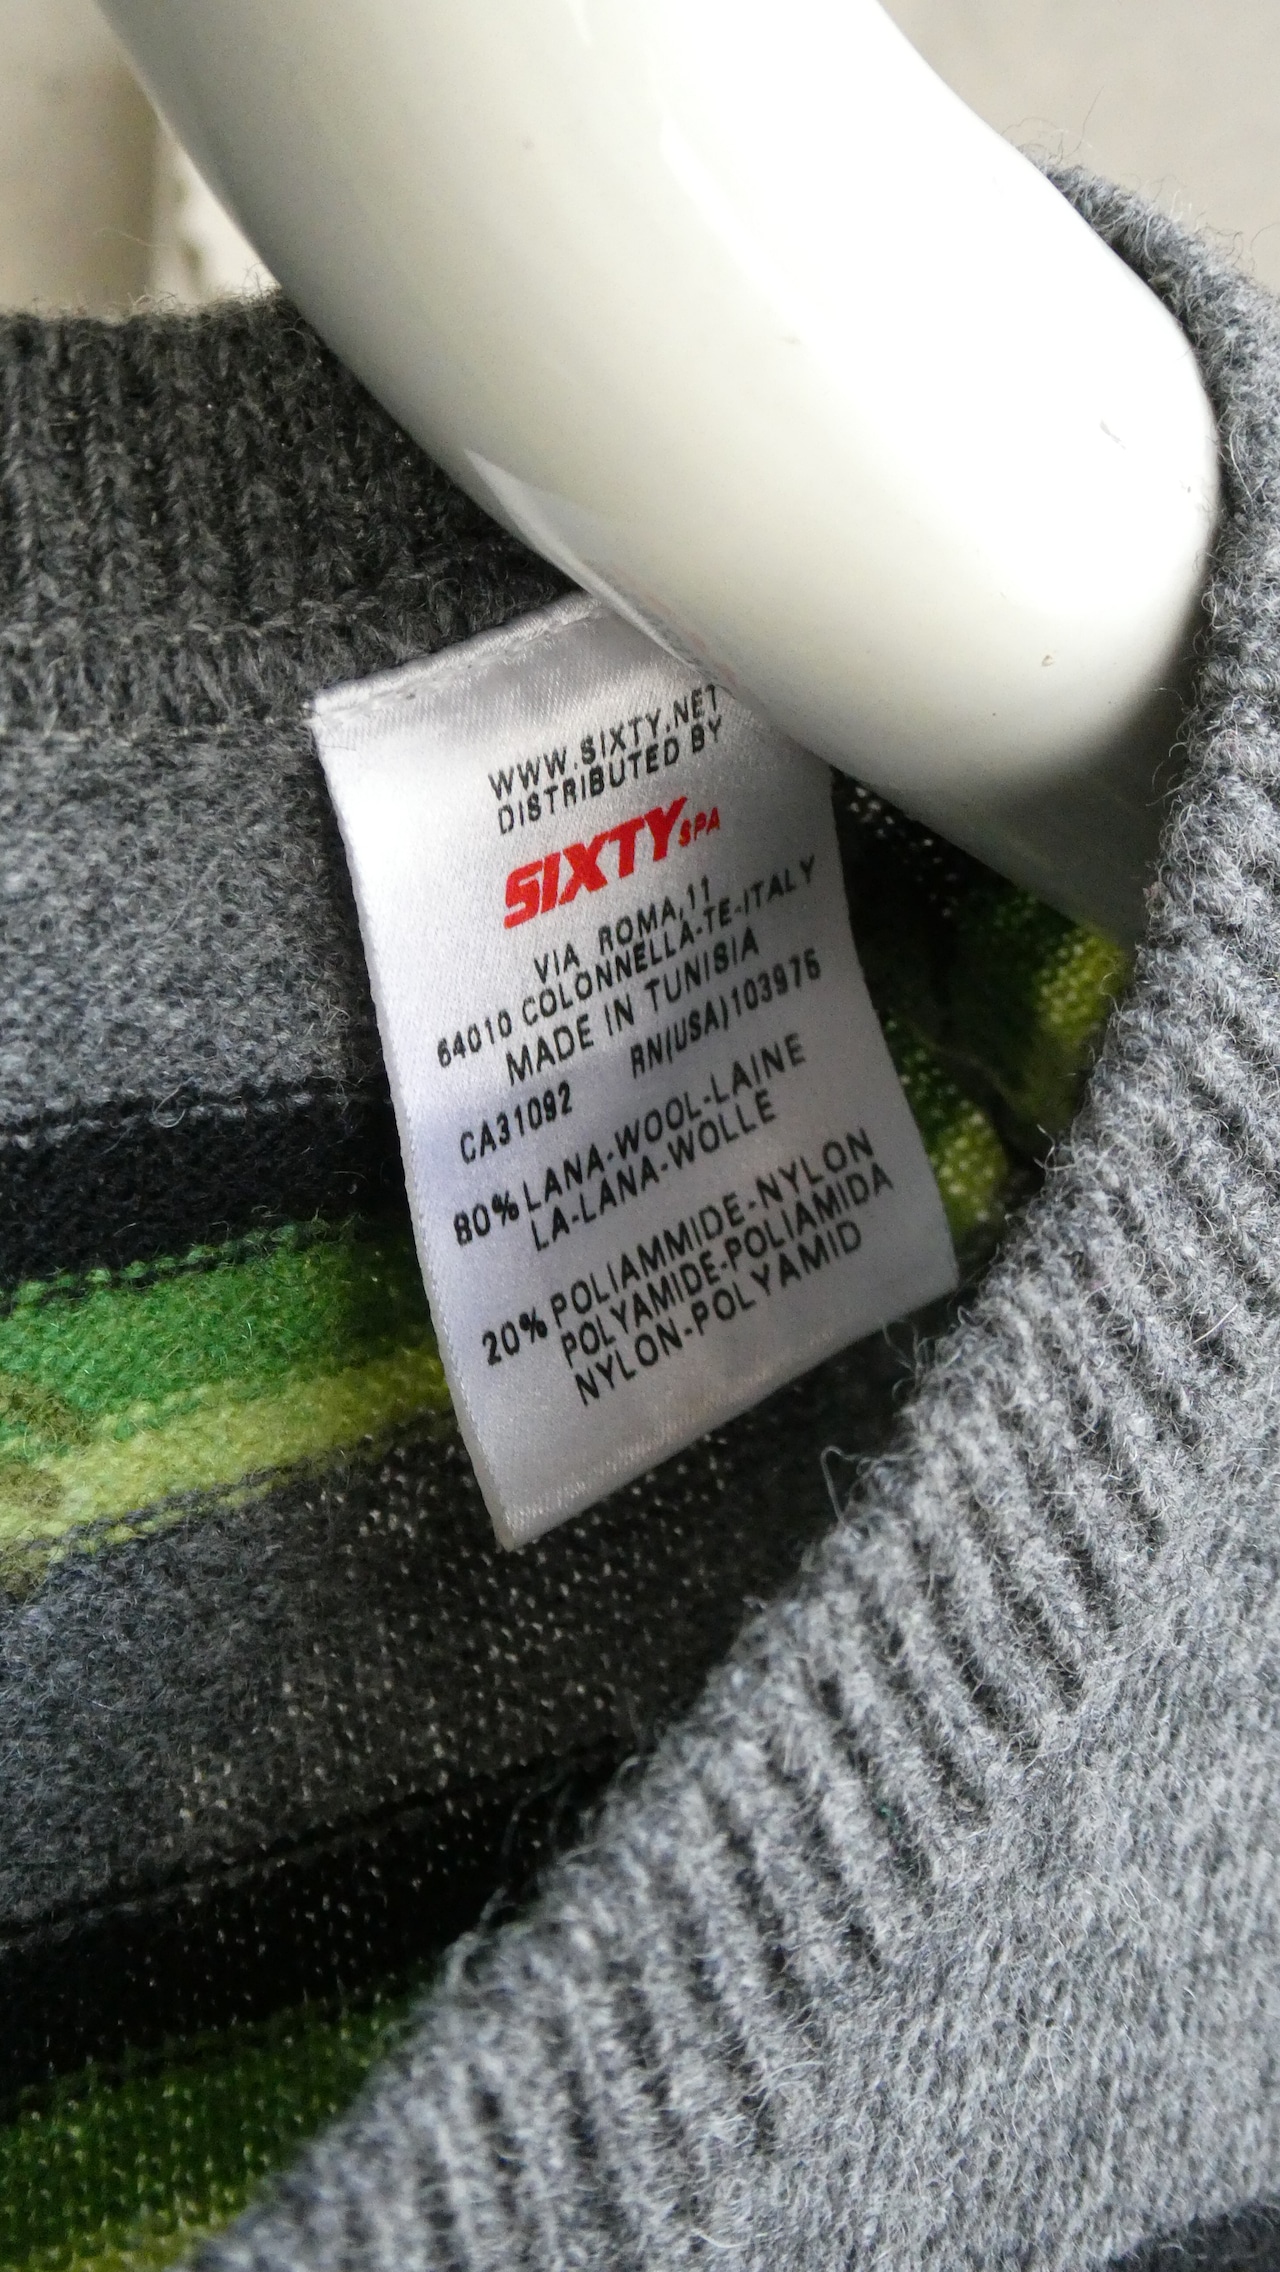 WWW.SIXTY.NET
DISTRIBUTED BY
SIXTY SPA
VIA ROMA,11
64010 COLONNELLA-TE-ITALY
MADE IN TUNISIA
CA31092 RN(USA)103975
80% LANA-WOOL-LAINE
LA-LANA-WOLLE
20% POLIAMMIDE-NYLON
POLYAMIDE-POLIAMIDA
NYLON-POLYAMID